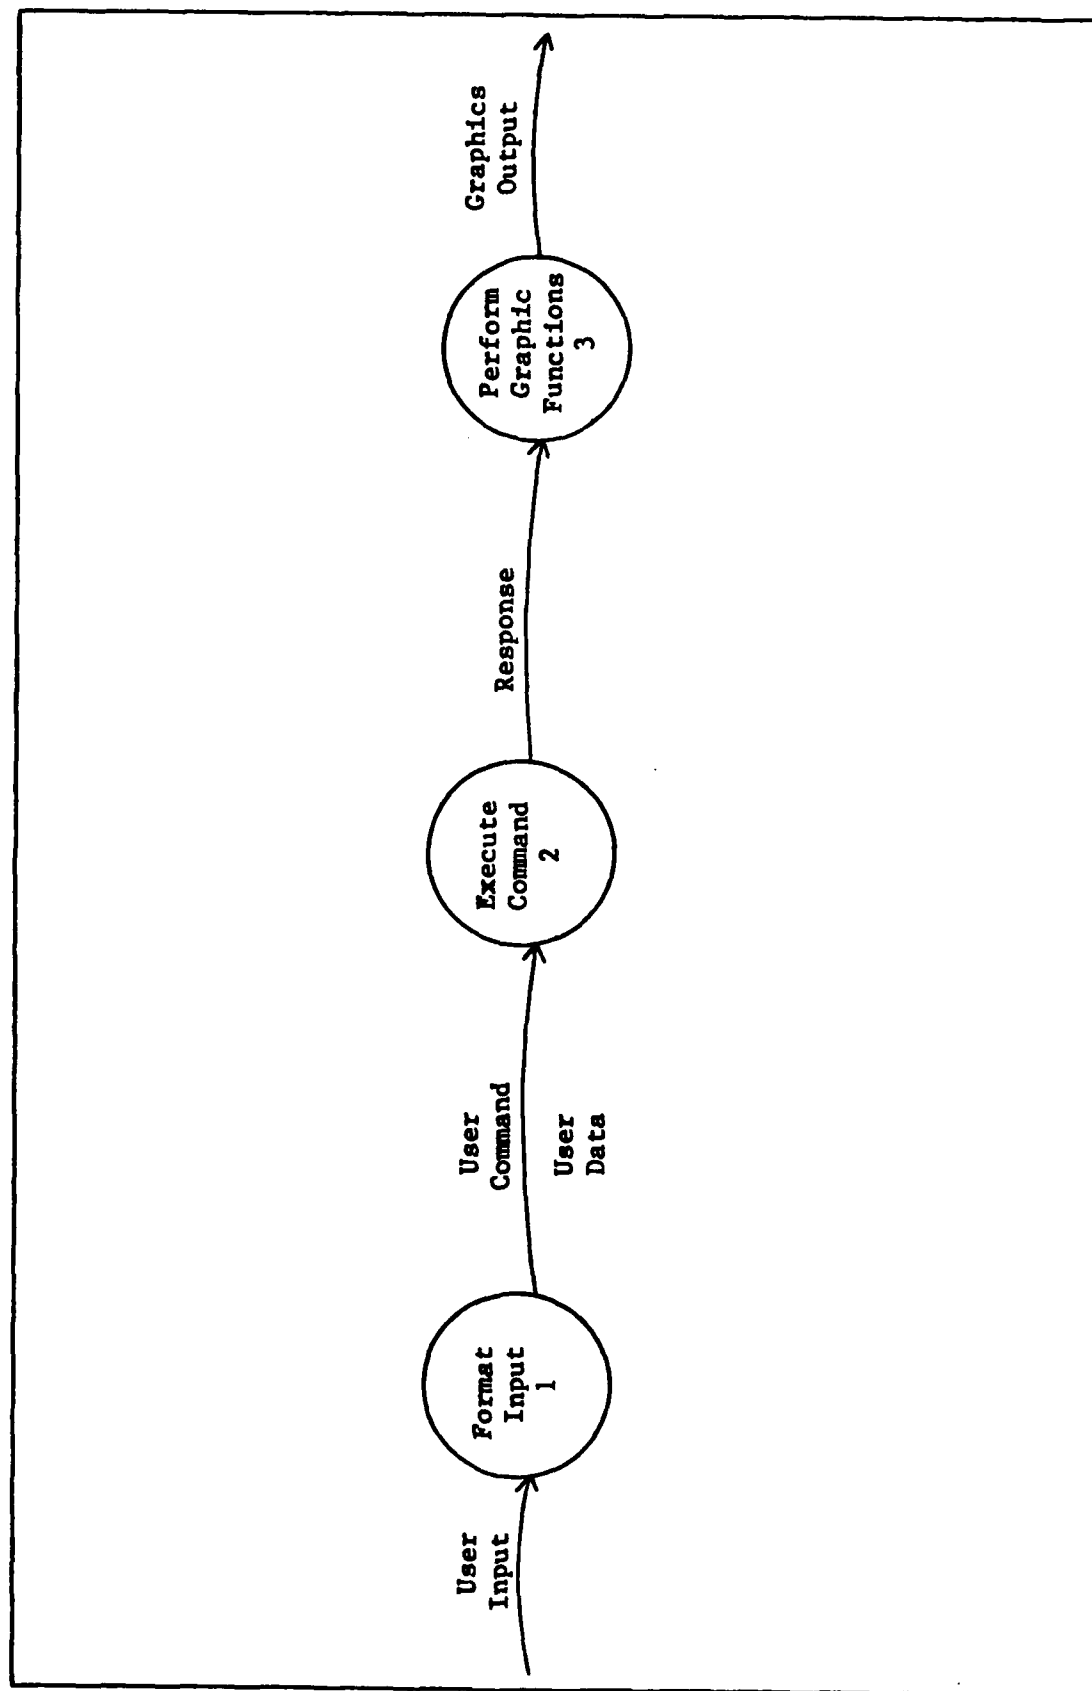 User
Input
Format
Input
1
User
Command
User
Data
Execute
Command
2
Response
Perform
Graphic
Functions
3
Graphics
Output